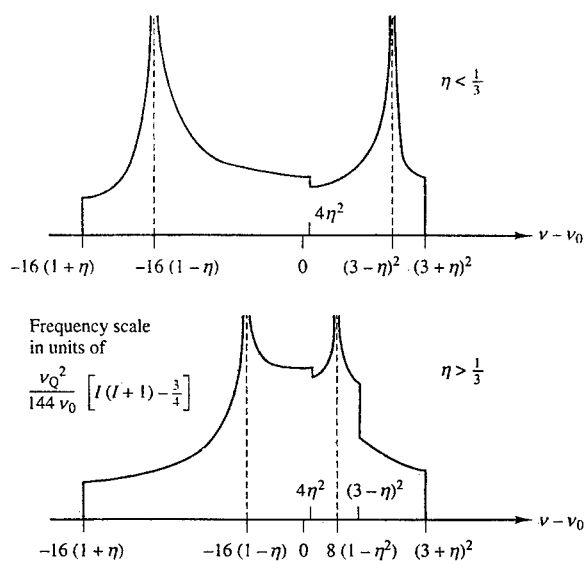 η < 1/3
4η²
ν – ν₀
–16 (1 + η) –16 (1 – η) 0 (3 – η)² (3 + η)²
Frequency scale
in units of
ν_Q²/144 ν₀ [I (I + 1) – 3/4]
η > 1/3
4η² (3 – η)²
ν – ν₀
–16 (1 + η) –16 (1 – η) 0 8 (1 – η²) (3 + η)²